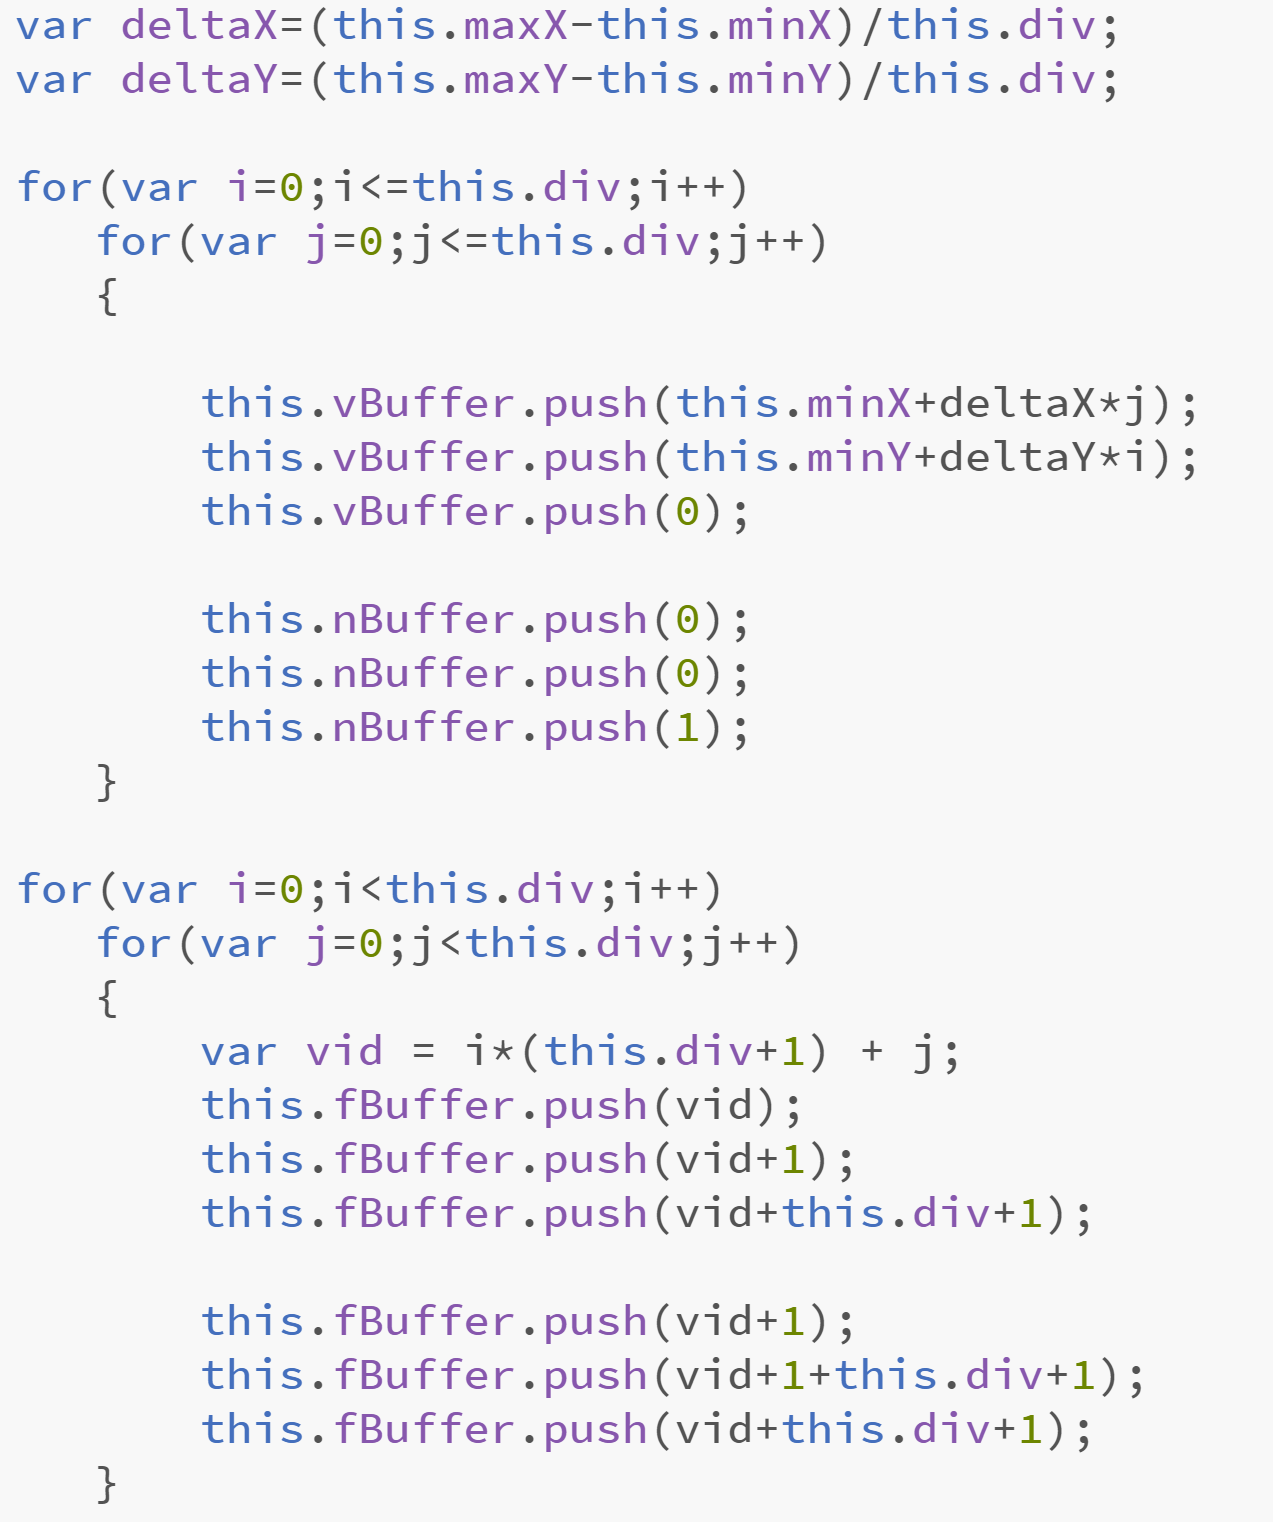 var deltaX=(this.maxX-this.minX)/this.div;
var deltaY=(this.maxY-this.minY)/this.div;

for(var i=0;i<=this.div;i++)
   for(var j=0;j<=this.div;j++)
   {

       this.vBuffer.push(this.minX+deltaX*j);
       this.vBuffer.push(this.minY+deltaY*i);
       this.vBuffer.push(0);

       this.nBuffer.push(0);
       this.nBuffer.push(0);
       this.nBuffer.push(1);
   }

for(var i=0;i<this.div;i++)
   for(var j=0;j<this.div;j++)
   {
       var vid = i*(this.div+1) + j;
       this.fBuffer.push(vid);
       this.fBuffer.push(vid+1);
       this.fBuffer.push(vid+this.div+1);

       this.fBuffer.push(vid+1);
       this.fBuffer.push(vid+1+this.div+1);
       this.fBuffer.push(vid+this.div+1);
   }